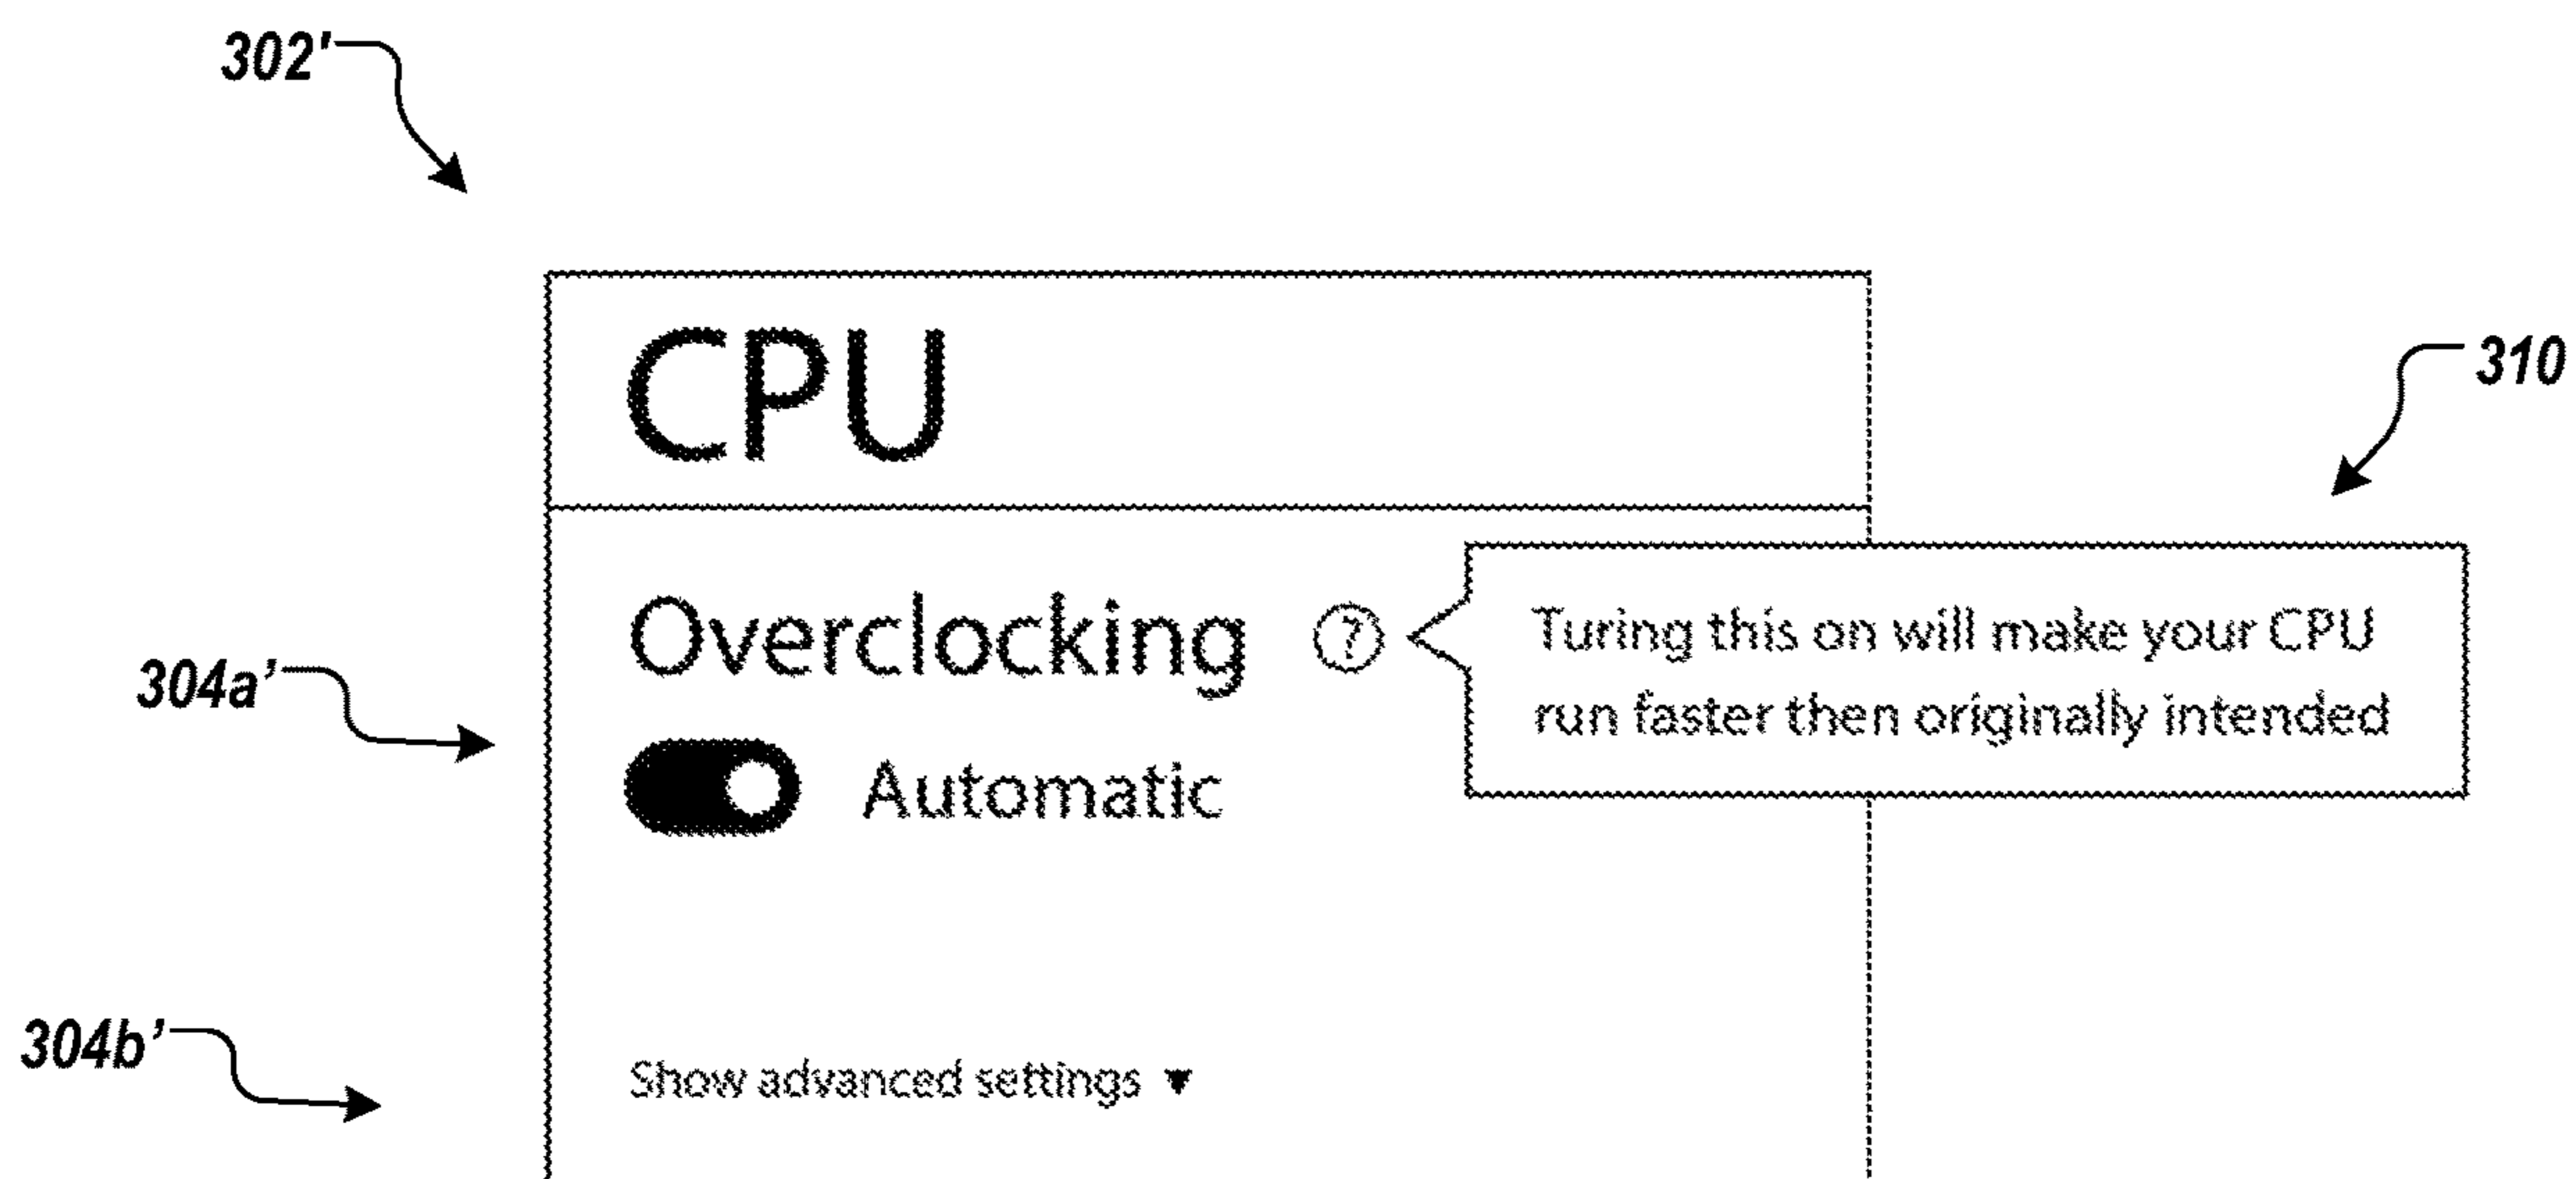 302'
CPU
310
Overclocking ?
Turing this on will make your CPU
run faster then originally intended
304a’
Automatic
304b’
Show advanced settings ▼